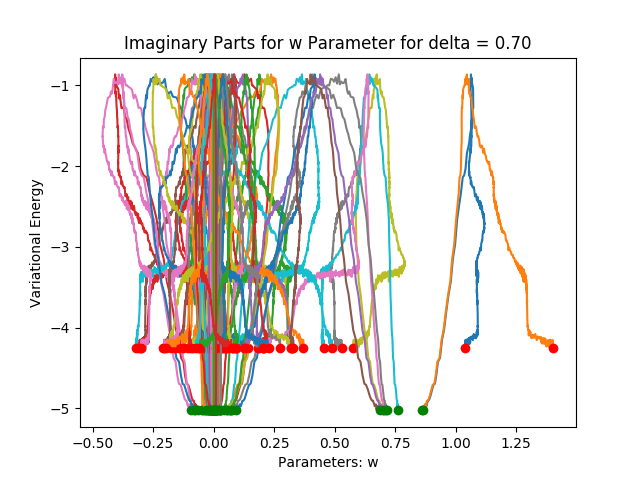 Imaginary Parts for w Parameter for delta = 0.70
−1
−2
−3
−4
−5
Variational Energy
−0.50 −0.25 0.00 0.25 0.50 0.75 1.00 1.25
Parameters: w